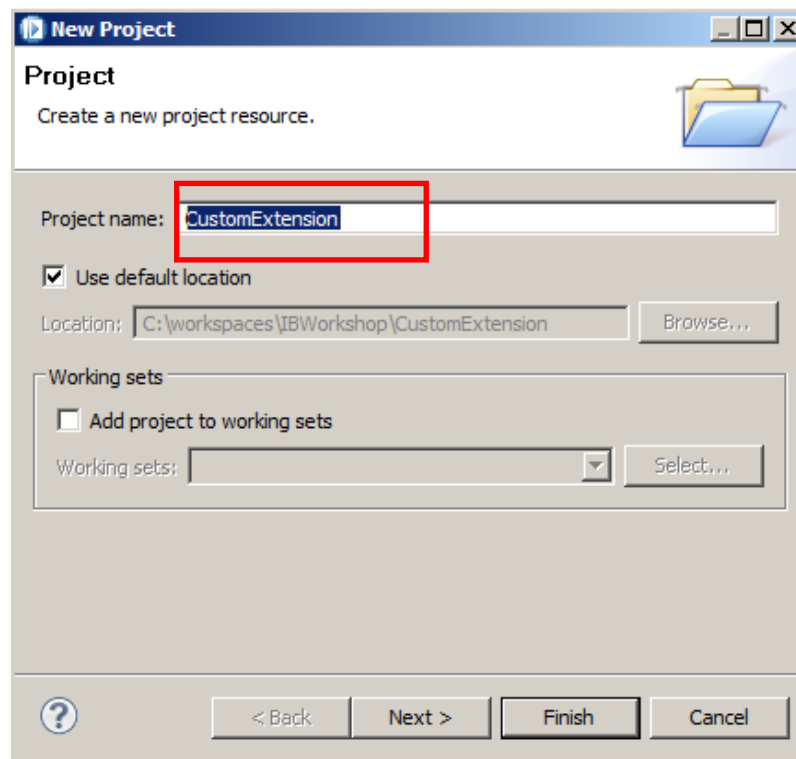 New Project
Project
Create a new project resource.
Project name: CustomExtension
Use default location
Location: C:\workspaces\IBWorkshop\CustomExtension Browse...
Working sets
Add project to working sets
Working sets: Select...
? < Back Next > Finish Cancel